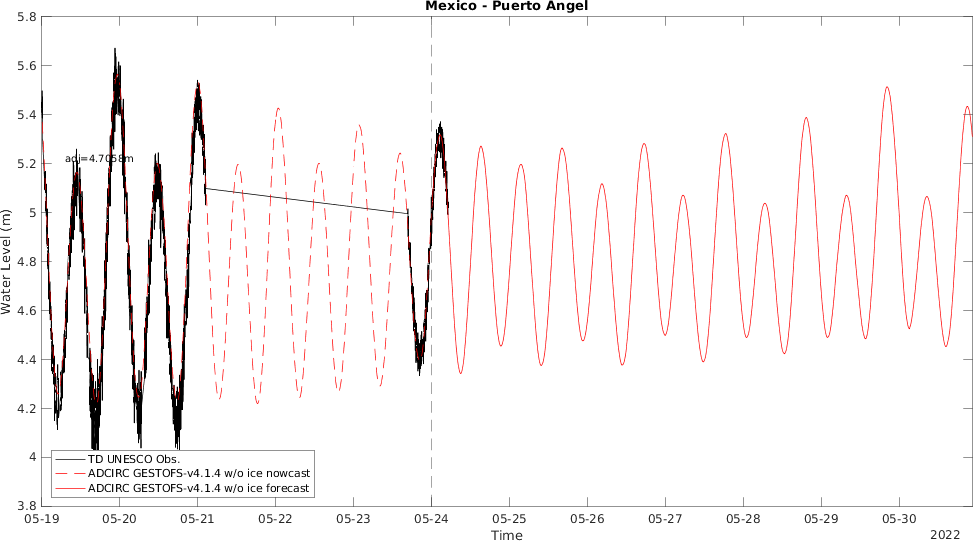 Mexico - Puerto Angel
5.8
5.6
5.4
5.2
5
4.8
4.6
4.4
4.2
4
3.8
Water Level (m)
adj=4.7058m
TD UNESCO Obs.
ADCIRC GESTOFS-v4.1.4 w/o ice nowcast
ADCIRC GESTOFS-v4.1.4 w/o ice forecast
05-19 05-20 05-21 05-22 05-23 05-24 05-25 05-26 05-27 05-28 05-29 05-30
Time
2022